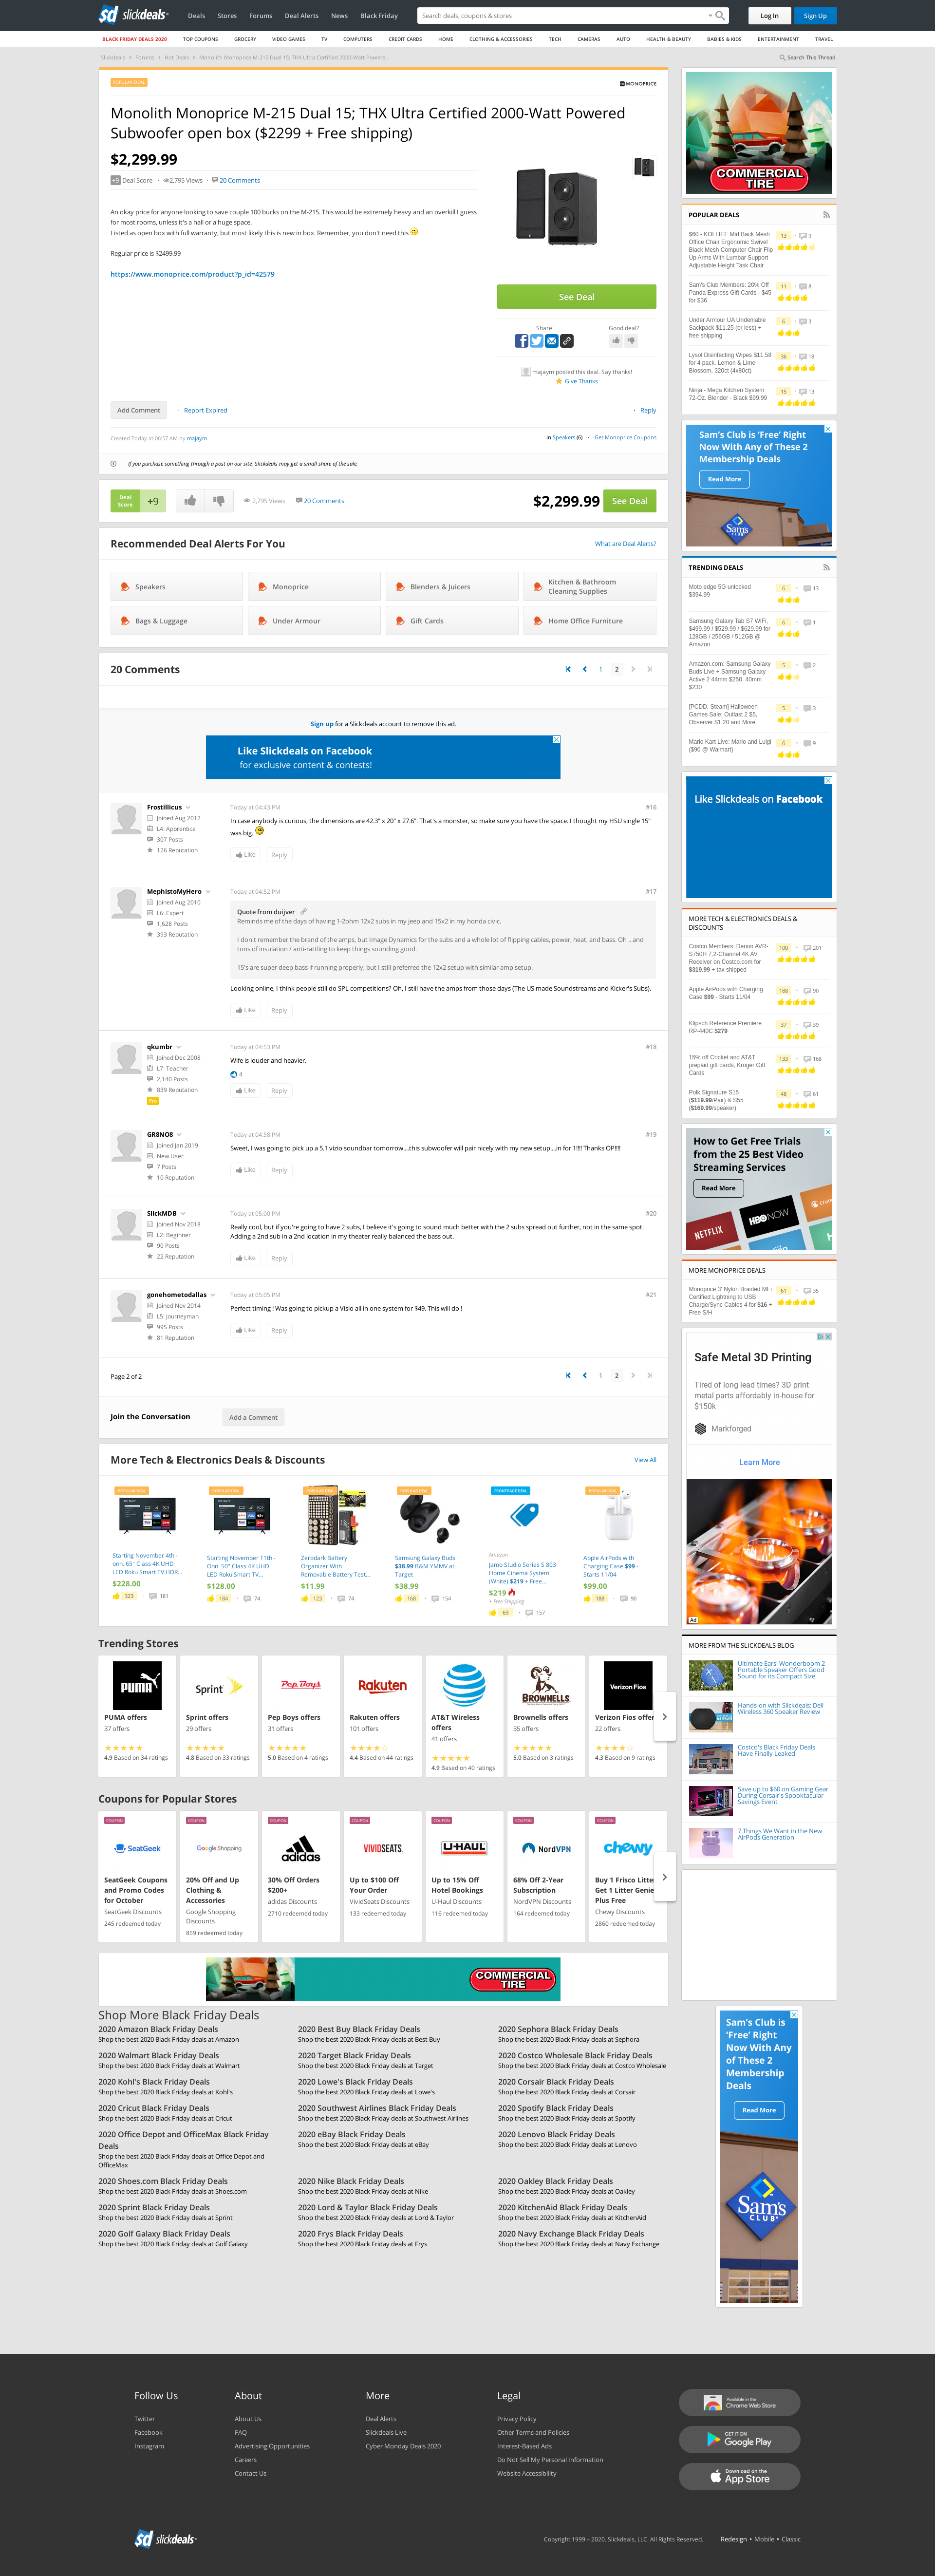 slickdeals
Deals
Stores
Forums
Deal Alerts
News
Black Friday
Search deals, coupons & stores
Log In
Sign Up
BLACK FRIDAY DEALS 2020
TOP COUPONS
GROCERY
VIDEO GAMES
TV
COMPUTERS
CREDIT CARDS
HOME
CLOTHING & ACCESSORIES
TECH
CAMERAS
AUTO
HEALTH & BEAUTY
BABIES & KIDS
ENTERTAINMENT
TRAVEL
Slickdeals › Forums › Hot Deals › Monolith Monoprice M-215 Dual 15; THX Ultra Certified 2000-Watt Powere...
Search This Thread
POPULAR DEAL
MONOPRICE
Monolith Monoprice M-215 Dual 15; THX Ultra Certified 2000-Watt Powered
Subwoofer open box ($2299 + Free shipping)
$2,299.99
+9 Deal Score · 2,795 Views · 20 Comments
An okay price for anyone looking to save couple 100 bucks on the M-215. This would be extremely heavy and an overkill I guess
for most rooms, unless it's a hall or a huge space.
Listed as open box with full warranty, but most likely this is new in box. Remember, you don't need this
Regular price is $2499.99
https://www.monoprice.com/product?p_id=42579
See Deal
Share
Good deal?
majaym posted this deal. Say thanks!
Give Thanks
Add Comment
Report Expired
Reply
Created Today at 06:57 AM by majaym
in Speakers (6) · Get Monoprice Coupons
If you purchase something through a post on our site, Slickdeals may get a small share of the sale.
Deal
Score
+9
2,795 Views · 20 Comments
$2,299.99
See Deal
Recommended Deal Alerts For You
What are Deal Alerts?
Speakers
Monoprice
Blenders & Juicers
Kitchen & Bathroom
Cleaning Supplies
Bags & Luggage
Under Armour
Gift Cards
Home Office Furniture
20 Comments
1
2
Sign up for a Slickdeals account to remove this ad.
Like Slickdeals on Facebook
for exclusive content & contests!
Frostillicus
Joined Aug 2012
L4: Apprentice
307 Posts
126 Reputation
Today at 04:43 PM
#16
In case anybody is curious, the dimensions are 42.3" x 20" x 27.6". That's a monster, so make sure you have the space. I thought my HSU single 15"
was big.
Like
Reply
MephistoMyHero
Joined Aug 2010
L6: Expert
1,628 Posts
393 Reputation
Today at 04:52 PM
#17
Quote from duijver
Reminds me of the days of having 1-2ohm 12x2 subs in my jeep and 15x2 in my honda civic.
I don't remember the brand of the amps, but Image Dynamics for the subs and a whole lot of flipping cables, power, heat, and bass. Oh .. and
tons of insulation / anti-rattling to keep things sounding good.
15's are super deep bass if running properly, but I still preferred the 12x2 setup with similar amp setup.
Looking online, I think people still do SPL competitions? Oh, I still have the amps from those days (The US made Soundstreams and Kicker's Subs).
Like
Reply
qkumbr
Joined Dec 2008
L7: Teacher
2,140 Posts
839 Reputation
Pro
Today at 04:53 PM
#18
Wife is louder and heavier.
4
Like
Reply
GR8NO8
Joined Jan 2019
New User
7 Posts
10 Reputation
Today at 04:58 PM
#19
Sweet, I was going to pick up a 5.1 vizio soundbar tomorrow....this subwoofer will pair nicely with my new setup....in for 1!!!! Thanks OP!!!!
Like
Reply
SlickMDB
Joined Nov 2018
L2: Beginner
90 Posts
22 Reputation
Today at 05:00 PM
#20
Really cool, but if you're going to have 2 subs, I believe it's going to sound much better with the 2 subs spread out further, not in the same spot.
Adding a 2nd sub in a 2nd location in my theater really balanced the bass out.
Like
Reply
gonehometodallas
Joined Nov 2014
L5: Journeyman
995 Posts
81 Reputation
Today at 05:05 PM
#21
Perfect timing ! Was going to pickup a Visio all in one system for $49. This will do !
Like
Reply
Page 2 of 2
1
2
Join the Conversation
Add a Comment
More Tech & Electronics Deals & Discounts
View All
POPULAR DEAL
Starting November 4th -
onn. 65" Class 4K UHD
LED Roku Smart TV HDR...
$228.00
323 · 181
POPULAR DEAL
Starting November 11th -
Onn. 50" Class 4K UHD
LED Roku Smart TV...
$128.00
184 · 74
POPULAR DEAL
Zerodark Battery
Organizer With
Removable Battery Test...
$11.99
123 · 74
POPULAR DEAL
Samsung Galaxy Buds
$38.99 B&M YMMV at
Target
$38.99
168 · 154
FRONTPAGE DEAL
Amazon
Jamo Studio Series S 803
Home Cinema System
(White) $219 + Free...
$219
+ Free Shipping
69 · 157
POPULAR DEAL
Apple AirPods with
Charging Case $99 -
Starts 11/04
$99.00
188 · 90
Trending Stores
PUMA
PUMA offers
37 offers
4.9 Based on 34 ratings
Sprint
Sprint offers
29 offers
4.8 Based on 33 ratings
Pep Boys
Pep Boys offers
31 offers
5.0 Based on 4 ratings
Rakuten
Rakuten offers
101 offers
4.4 Based on 44 ratings
AT&T
AT&T Wireless
offers
41 offers
4.9 Based on 40 ratings
BROWNELLS
Brownells offers
35 offers
5.0 Based on 3 ratings
Verizon Fios
Verizon Fios offer
22 offers
4.3 Based on 9 ratings
Coupons for Popular Stores
COUPON
SeatGeek
SeatGeek Coupons
and Promo Codes
for October
SeatGeek Discounts
245 redeemed today
COUPON
Google Shopping
20% Off and Up
Clothing &
Accessories
Google Shopping
Discounts
859 redeemed today
COUPON
adidas
30% Off Orders
$200+
adidas Discounts
2710 redeemed today
COUPON
VIVIDSEATS
Up to $100 Off
Your Order
VividSeats Discounts
133 redeemed today
COUPON
U-HAUL
Up to 15% Off
Hotel Bookings
U-Haul Discounts
116 redeemed today
COUPON
NordVPN
68% Off 2-Year
Subscription
NordVPN Discounts
164 redeemed today
COUPON
chewy
Buy 1 Frisco Litter
Get 1 Litter Genie
Plus Free
Chewy Discounts
2860 redeemed today
COMMERCIAL
TIRE
Shop More Black Friday Deals
2020 Amazon Black Friday Deals
Shop the best 2020 Black Friday deals at Amazon
2020 Best Buy Black Friday Deals
Shop the best 2020 Black Friday deals at Best Buy
2020 Sephora Black Friday Deals
Shop the best 2020 Black Friday deals at Sephora
2020 Walmart Black Friday Deals
Shop the best 2020 Black Friday deals at Walmart
2020 Target Black Friday Deals
Shop the best 2020 Black Friday deals at Target
2020 Costco Wholesale Black Friday Deals
Shop the best 2020 Black Friday deals at Costco Wholesale
2020 Kohl's Black Friday Deals
Shop the best 2020 Black Friday deals at Kohl's
2020 Lowe's Black Friday Deals
Shop the best 2020 Black Friday deals at Lowe's
2020 Corsair Black Friday Deals
Shop the best 2020 Black Friday deals at Corsair
2020 Cricut Black Friday Deals
Shop the best 2020 Black Friday deals at Cricut
2020 Southwest Airlines Black Friday Deals
Shop the best 2020 Black Friday deals at Southwest Airlines
2020 Spotify Black Friday Deals
Shop the best 2020 Black Friday deals at Spotify
2020 Office Depot and OfficeMax Black Friday
Deals
Shop the best 2020 Black Friday deals at Office Depot and
OfficeMax
2020 eBay Black Friday Deals
Shop the best 2020 Black Friday deals at eBay
2020 Lenovo Black Friday Deals
Shop the best 2020 Black Friday deals at Lenovo
2020 Shoes.com Black Friday Deals
Shop the best 2020 Black Friday deals at Shoes.com
2020 Nike Black Friday Deals
Shop the best 2020 Black Friday deals at Nike
2020 Oakley Black Friday Deals
Shop the best 2020 Black Friday deals at Oakley
2020 Sprint Black Friday Deals
Shop the best 2020 Black Friday deals at Sprint
2020 Lord & Taylor Black Friday Deals
Shop the best 2020 Black Friday deals at Lord & Taylor
2020 KitchenAid Black Friday Deals
Shop the best 2020 Black Friday deals at KitchenAid
2020 Golf Galaxy Black Friday Deals
Shop the best 2020 Black Friday deals at Golf Galaxy
2020 Frys Black Friday Deals
Shop the best 2020 Black Friday deals at Frys
2020 Navy Exchange Black Friday Deals
Shop the best 2020 Black Friday deals at Navy Exchange
COMMERCIAL
TIRE
POPULAR DEALS
$60 - KOLLIEE Mid Back Mesh
Office Chair Ergonomic Swivel
Black Mesh Computer Chair Flip
Up Arms With Lumbar Support
Adjustable Height Task Chair
13 · 9
Sam's Club Members: 20% Off
Panda Express Gift Cards - $45
for $36
11 · 8
Under Armour UA Undeniable
Sackpack $11.25 (or less) +
free shipping
6 · 3
Lysol Disinfecting Wipes $11.58
for 4 pack. Lemon & Lime
Blossom, 320ct (4x80ct)
36 · 18
Ninja - Mega Kitchen System
72-Oz. Blender - Black $99.99
15 · 13
Sam's Club is 'Free' Right
Now With Any of These 2
Membership Deals
Read More
Sam's
CLUB
TRENDING DEALS
Moto edge 5G unlocked
$394.99
6 · 13
Samsung Galaxy Tab S7 WiFi,
$499.99 / $529.99 / $629.99 for
128GB / 256GB / 512GB @
Amazon
6 · 1
Amazon.com: Samsung Galaxy
Buds Live + Samsung Galaxy
Active 2 44mm $250. 40mm
$230
5 · 2
[PCDD, Steam] Halloween
Games Sale: Outlast 2 $5,
Observer $1.20 and More
5 · 3
Mario Kart Live: Mario and Luigi
($90 @ Walmart)
6 · 9
Like Slickdeals on Facebook
MORE TECH & ELECTRONICS DEALS &
DISCOUNTS
Costco Members: Denon AVR-
S750H 7.2-Channel 4K AV
Receiver on Costco.com for
$319.99 + tax shipped
100 · 201
Apple AirPods with Charging
Case $99 - Starts 11/04
188 · 90
Klipsch Reference Premiere
RP-440C $279
37 · 39
15% off Cricket and AT&T
prepaid gift cards, Kroger Gift
Cards
133 · 168
Polk Signature S15
($119.99/Pair) & S55
($169.99/speaker)
48 · 61
How to Get Free Trials
from the 25 Best Video
Streaming Services
Read More
NETFLIX
HBO NOW
MORE MONOPRICE DEALS
Monoprice 3' Nylon Braided MFi
Certified Lightning to USB
Charge/Sync Cables 4 for $16 +
Free S/H
61 · 35
Safe Metal 3D Printing
Tired of long lead times? 3D print
metal parts affordably in-house for
$150k
Markforged
Learn More
Ad
MORE FROM THE SLICKDEALS BLOG
Ultimate Ears' Wonderboom 2
Portable Speaker Offers Good
Sound for Its Compact Size
Hands-on with Slickdeals: Dell
Wireless 360 Speaker Review
Costco's Black Friday Deals
Have Finally Leaked
Save up to $60 on Gaming Gear
During Corsair's Spooktacular
Savings Event
7 Things We Want in the New
AirPods Generation
Sam's Club is
'Free' Right
Now With Any
of These 2
Membership
Deals
Read More
Sam's
CLUB
Follow Us
Twitter
Facebook
Instagram
About
About Us
FAQ
Advertising Opportunities
Careers
Contact Us
More
Deal Alerts
Slickdeals Live
Cyber Monday Deals 2020
Legal
Privacy Policy
Other Terms and Policies
Interest-Based Ads
Do Not Sell My Personal Information
Website Accessibility
Available in the
Chrome Web Store
GET IT ON
Google Play
Download on the
App Store
slickdeals
Copyright 1999 – 2020. Slickdeals, LLC. All Rights Reserved.
Redesign • Mobile • Classic